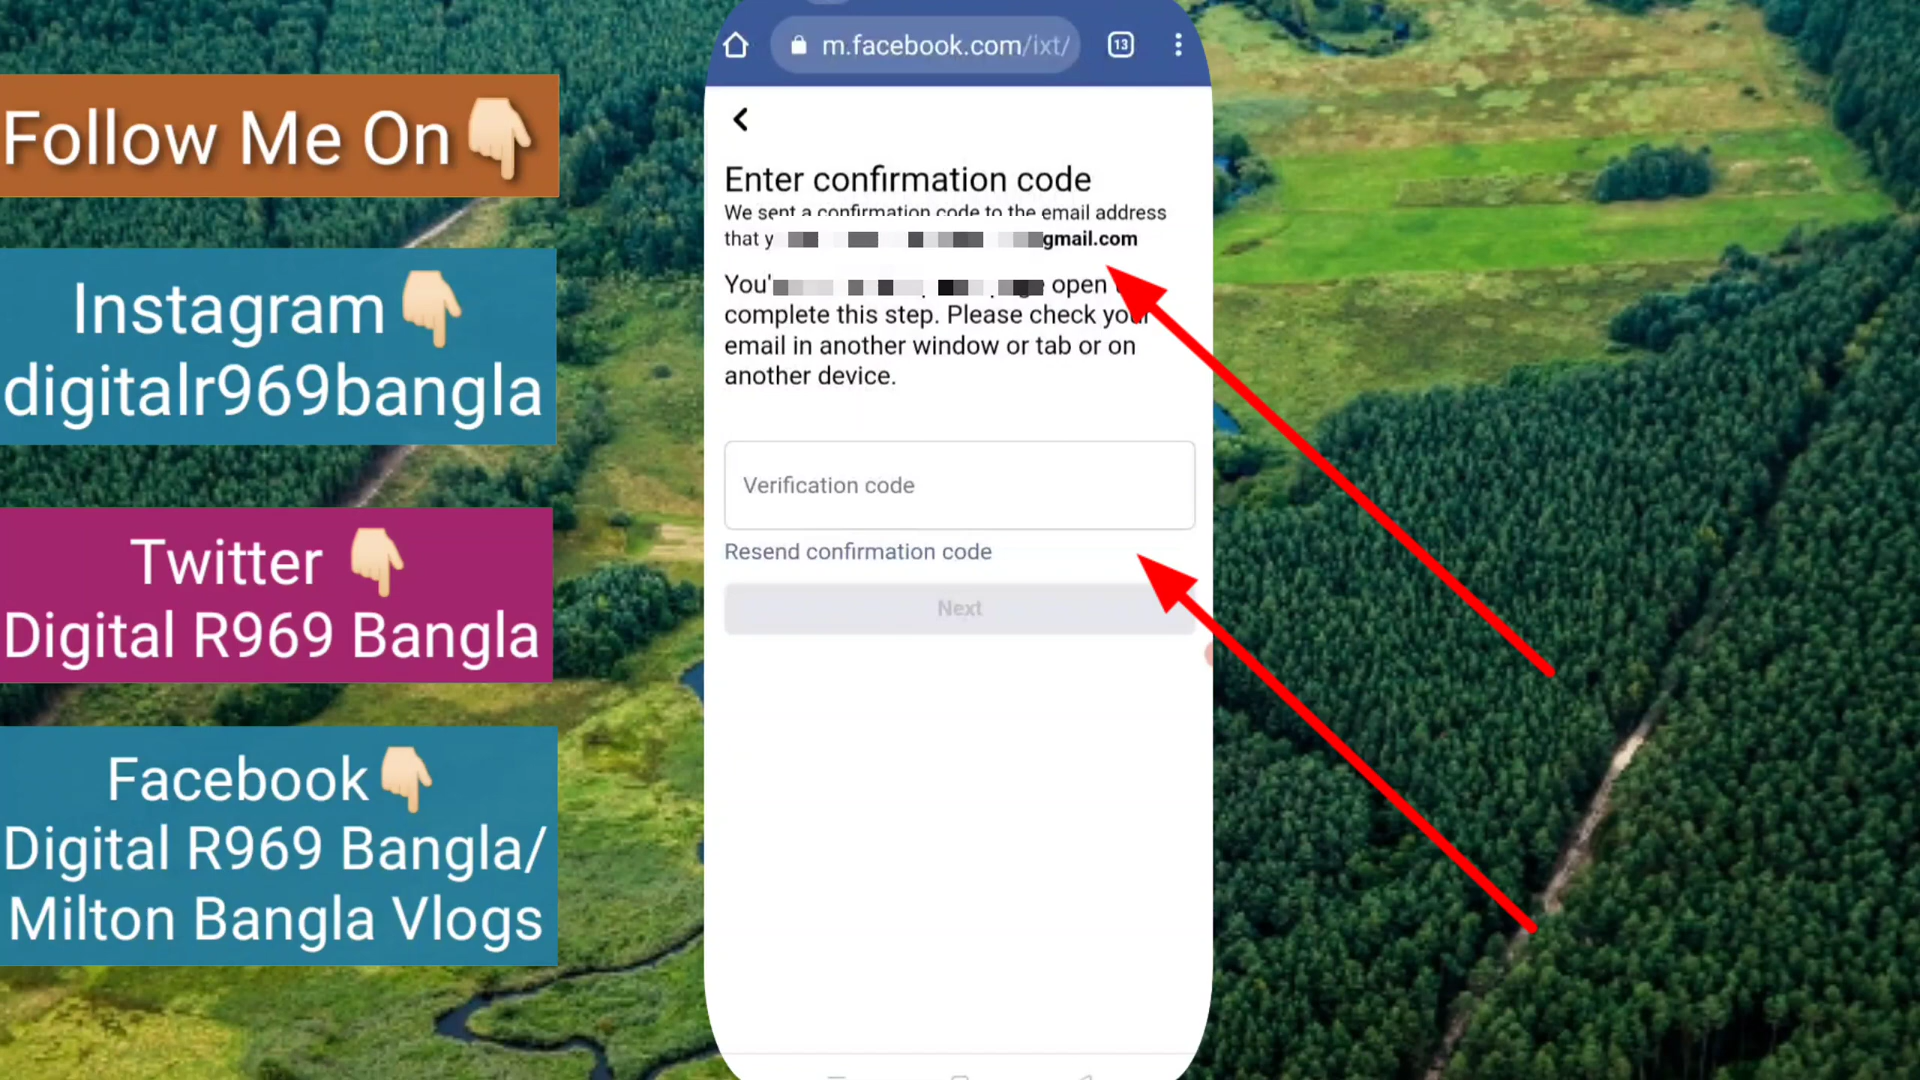 Follow Me On
Instagram
digitalr969bangla
Twitter
Digital R969 Bangla
Facebook
Digital R969 Bangla/
Milton Bangla Vlogs
m.facebook.com/ixt/
13
Enter confirmation code
We sent a confirmation code to the email address
that gmail.com
You' open
complete this step. Please check your
email in another window or tab or on
another device.
Verification code
Resend confirmation code
Next